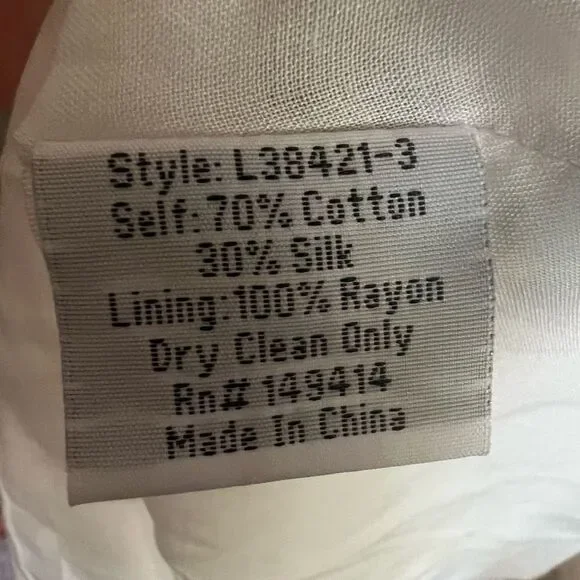 Style: L38421-3
Self: 70% Cotton
30% Silk
Lining:100% Rayon
Dry Clean Only
Rn# 149414
Made In China